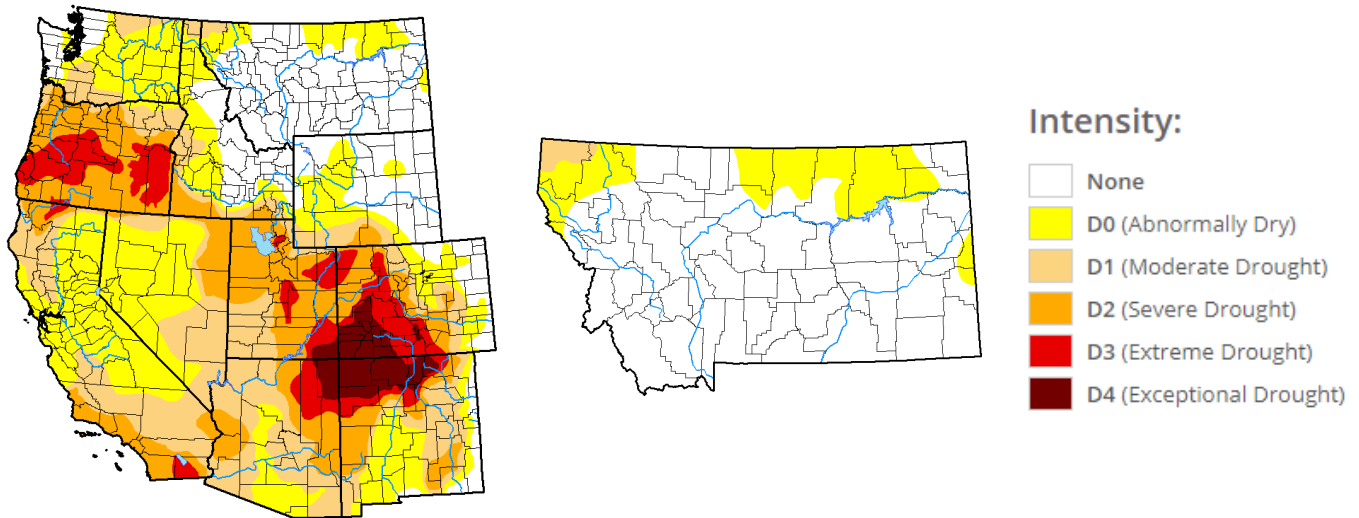 Intensity:
None
D0 (Abnormally Dry)
D1 (Moderate Drought)
D2 (Severe Drought)
D3 (Extreme Drought)
D4 (Exceptional Drought)